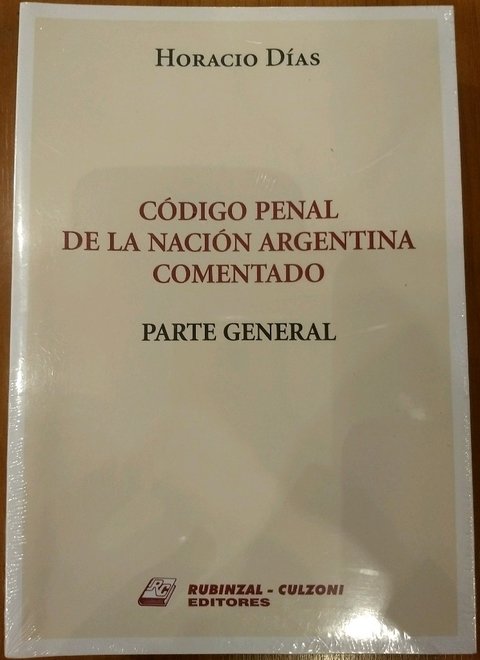 HORACIO DÍAS
CÓDIGO PENAL
DE LA NACIÓN ARGENTINA
COMENTADO
PARTE GENERAL
RC
RUBINZAL - CULZONI
EDITORES